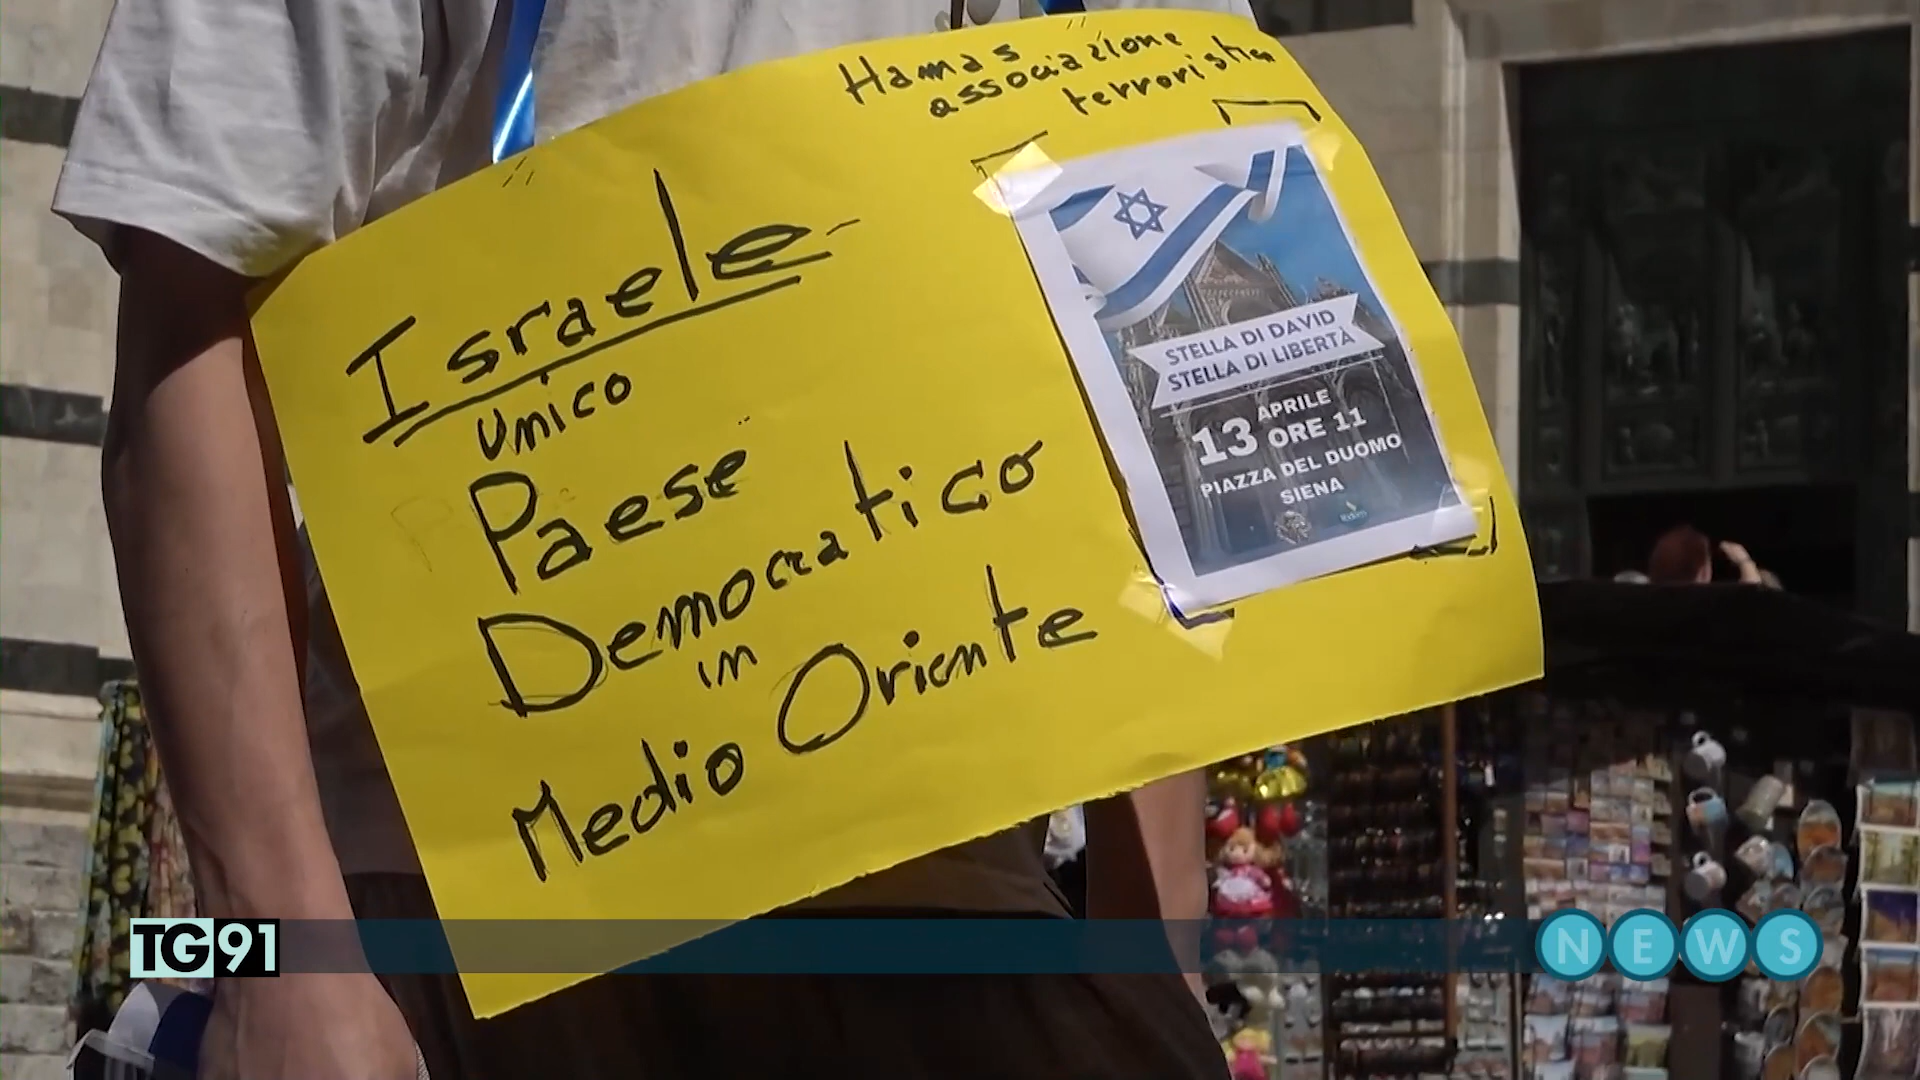 Hamas
associazione
terroristica
Israele
unico
Paese
Democratico
in
Medio Oriente
STELLA DI DAVID
STELLA DI LIBERTÀ
13 APRILE
ORE 11
PIAZZA DEL DUOMO
SIENA
TG91
NEWS